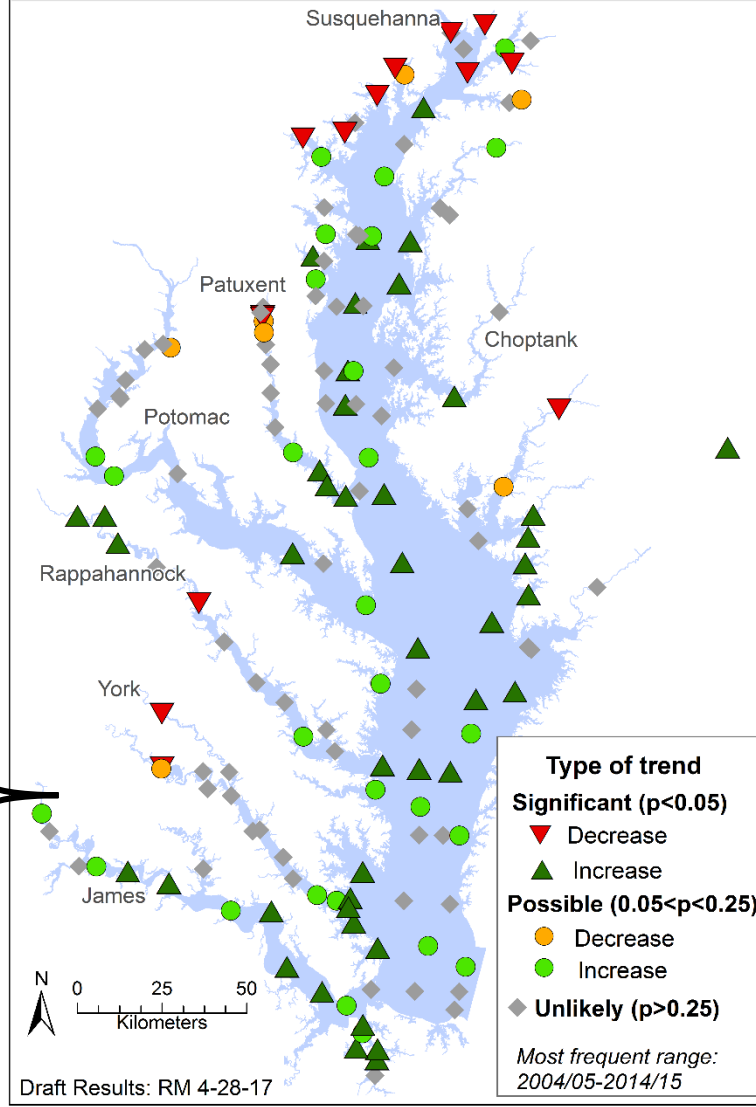 Susquehanna
Patuxent
Choptank
Potomac
Rappahannock
York
James
N
0 25 50
Kilometers
Draft Results: RM 4-28-17
Type of trend
Significant (p<0.05)
Decrease
Increase
Possible (0.05<p<0.25)
Decrease
Increase
Unlikely (p>0.25)
Most frequent range:
2004/05-2014/15